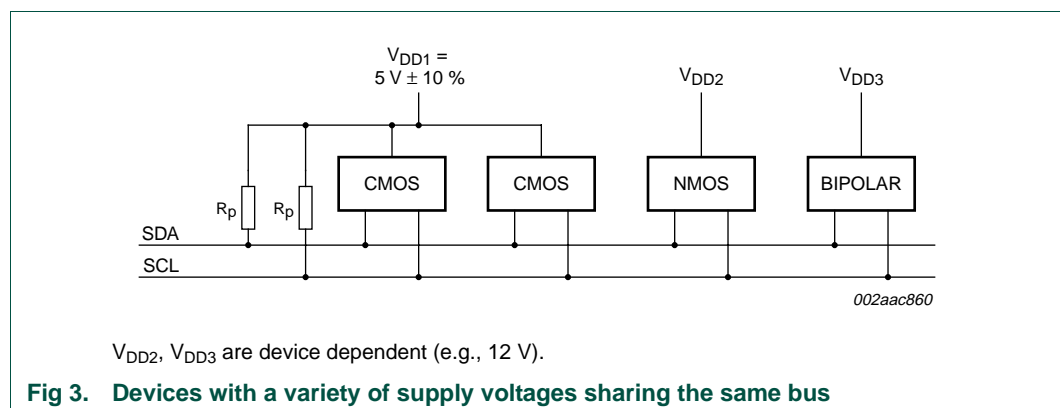 VDD1 =
5 V ± 10 %
VDD2
VDD3
CMOS
CMOS
NMOS
BIPOLAR
Rp
Rp
SDA
SCL
002aac860
VDD2, VDD3 are device dependent (e.g., 12 V).
Fig 3. Devices with a variety of supply voltages sharing the same bus